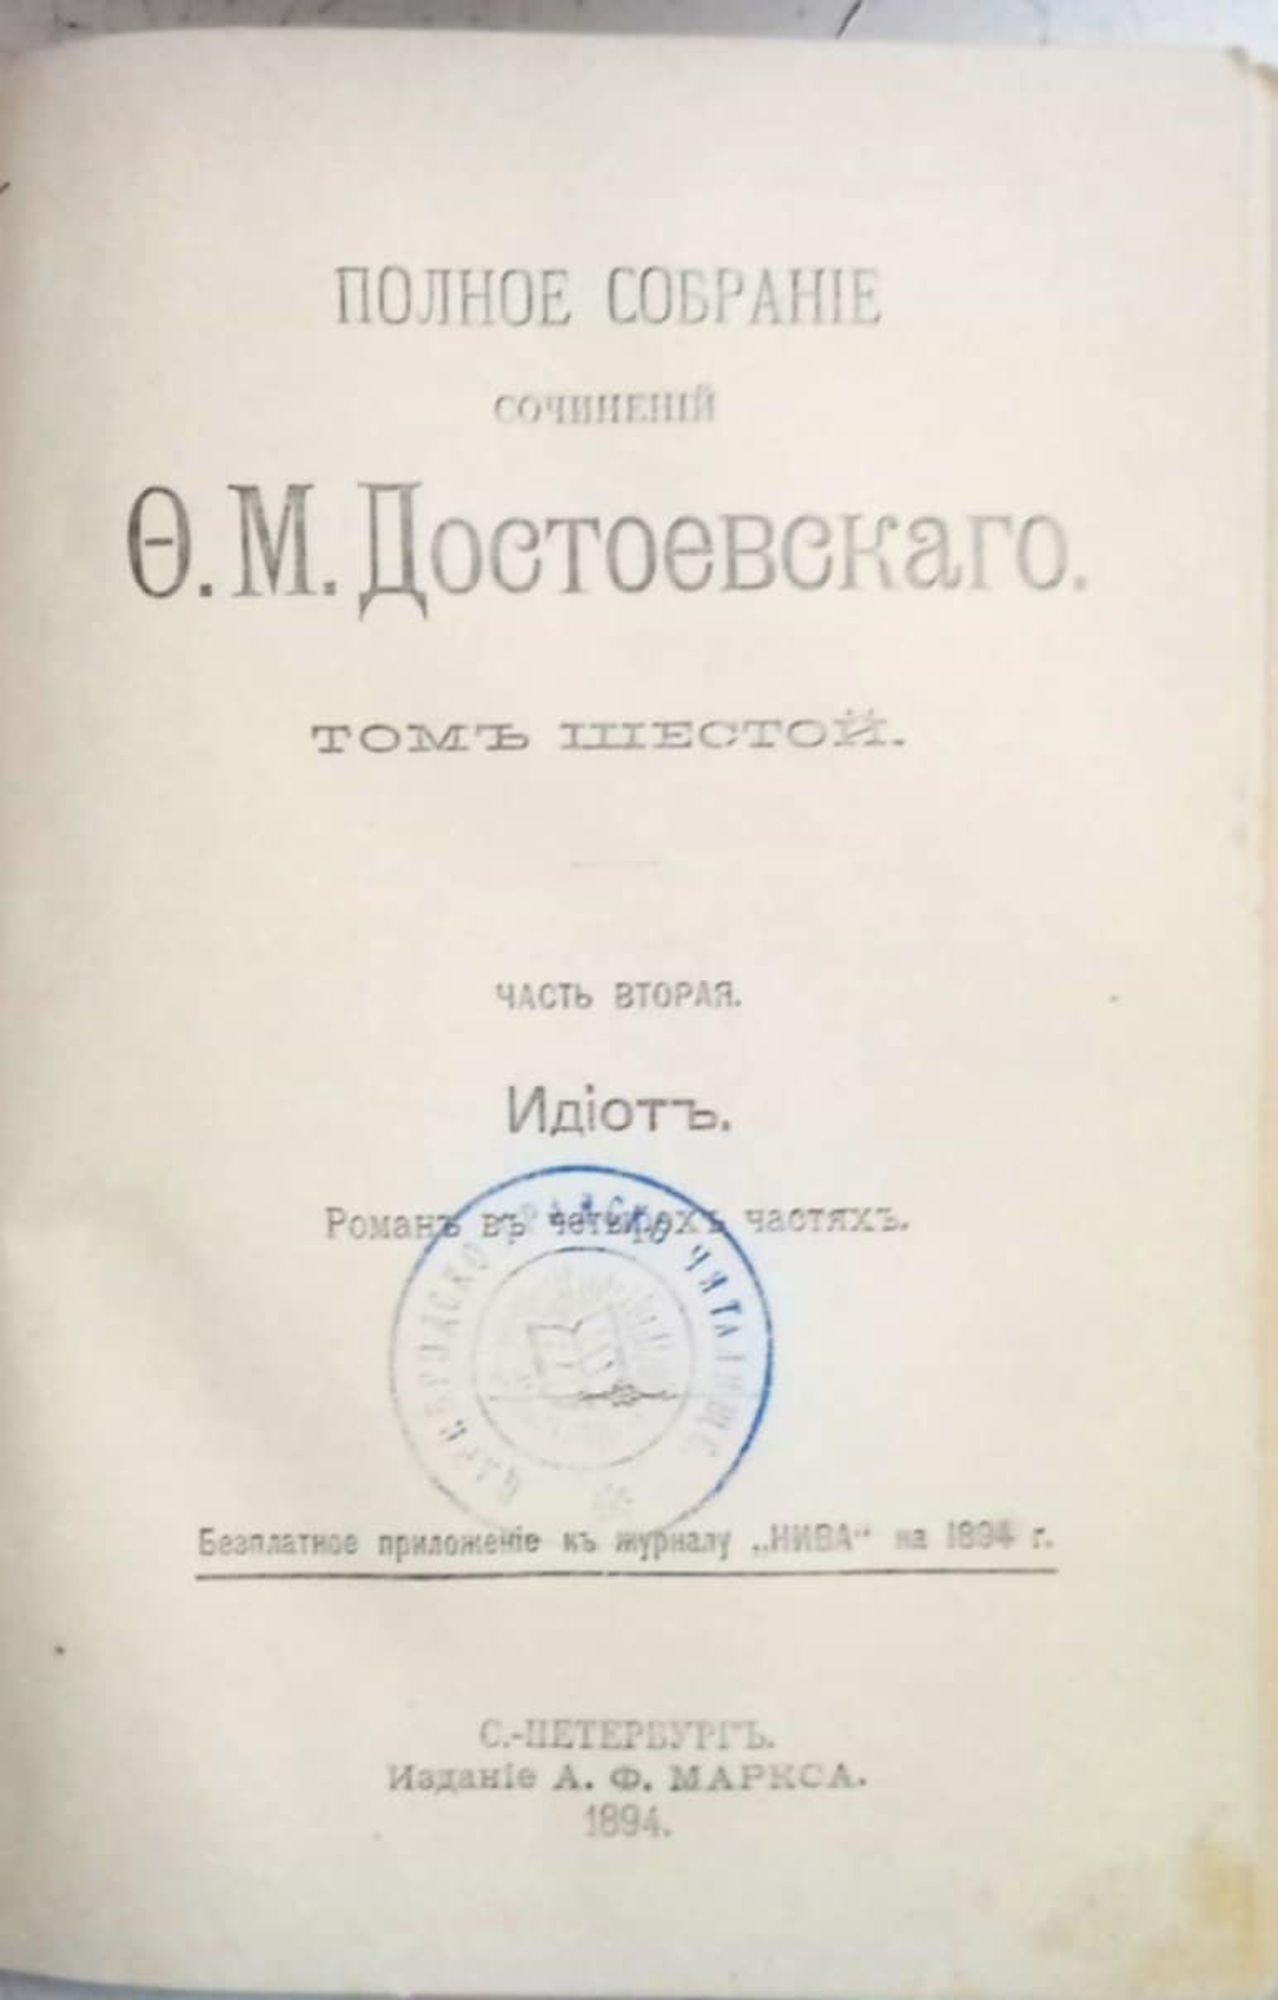 ПОЛНОЕ СОБРАНІЕ
СОЧИНЕНІЙ
Ѳ. М. Достоевскаго.
ТОМЪ ШЕСТОЙ.
ЧАСТЬ ВТОРАЯ.
Идіотъ.
Романъ въ четырехъ частяхъ.
ЧИТАЛИЩЕ
Безплатное приложеніе къ журналу „НИВА“ на 1894 г.
С.-ПЕТЕРБУРГЪ.
Изданіе А. Ф. МАРКСА.
1894.